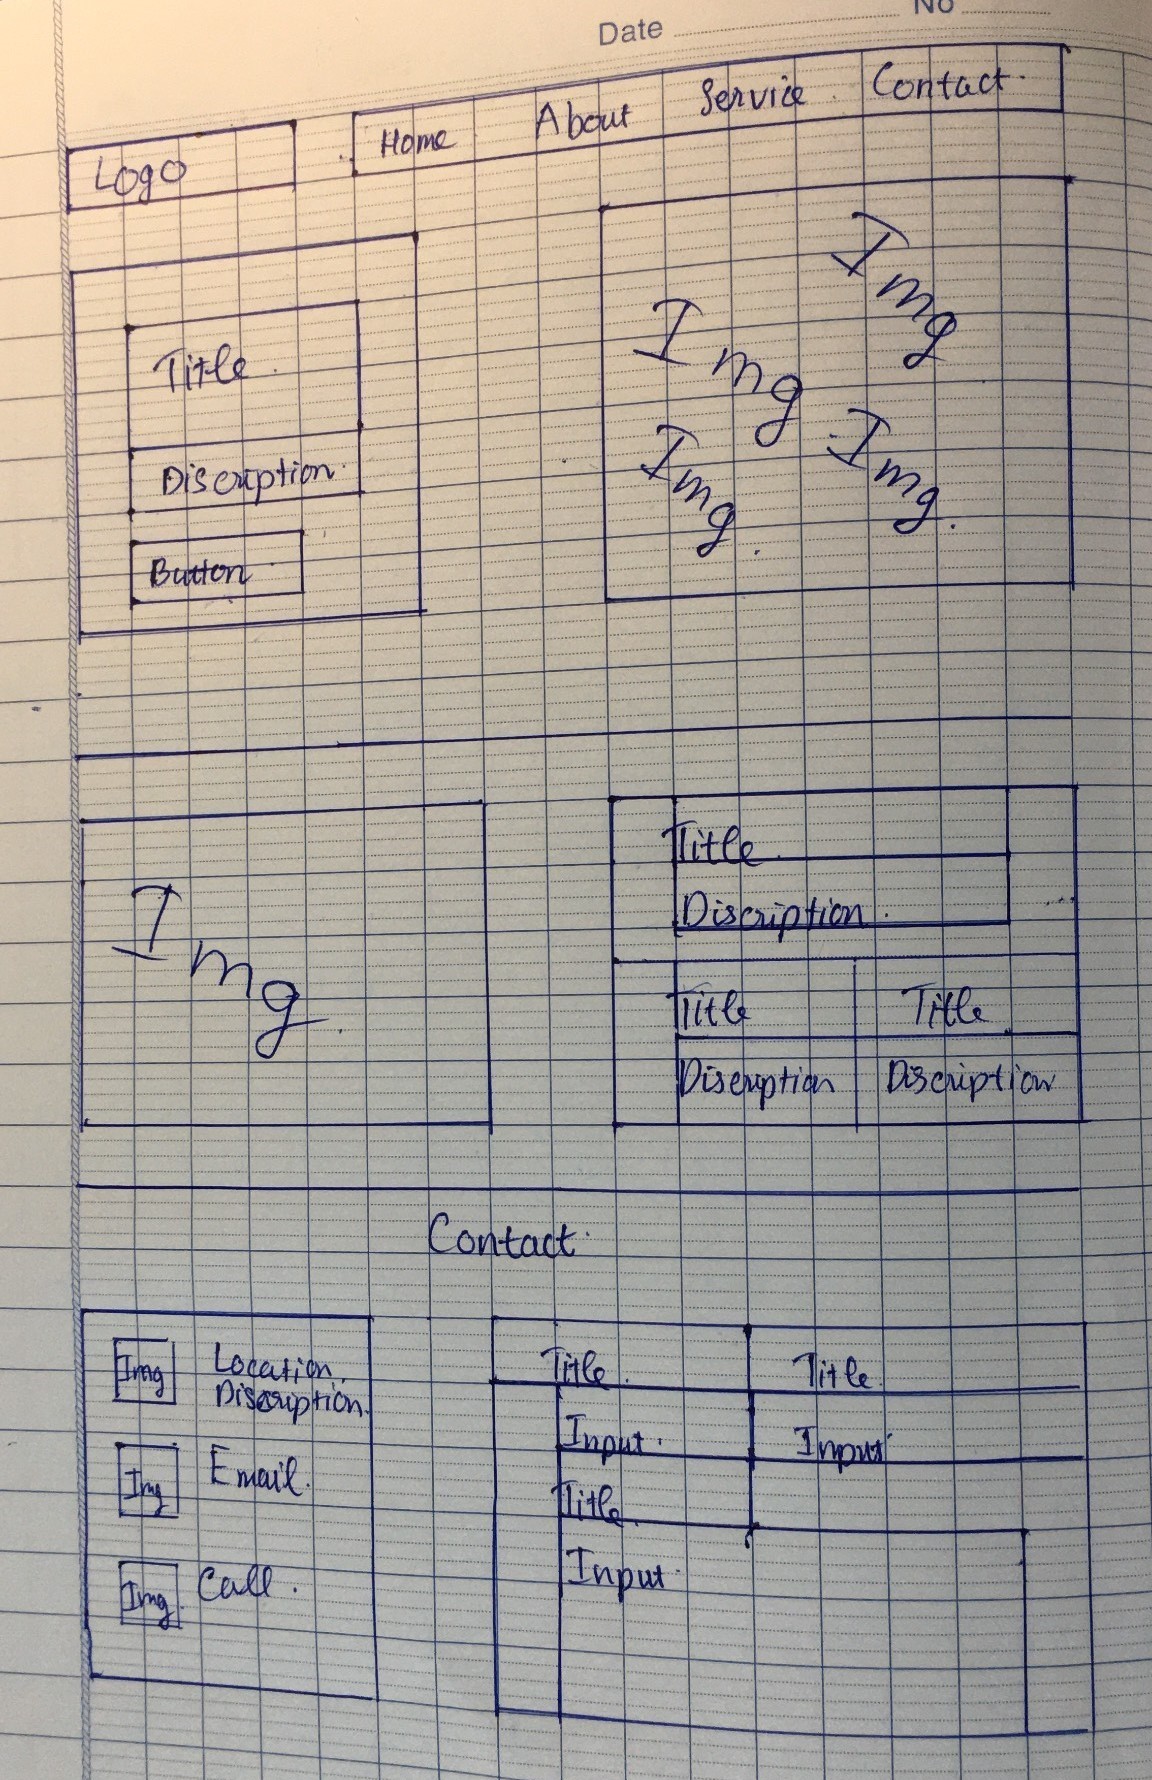 Date No
Logo
Home About Service Contact.
Title
Discription.
Button
Img
Img
Img.
Img.
Img.
Title
Discription.
Title Title
Discription Discription
Contact.
Img Location.
Discription.
Img Email.
Img. Call.
Title. Title
Input. Input
Title.
Input.